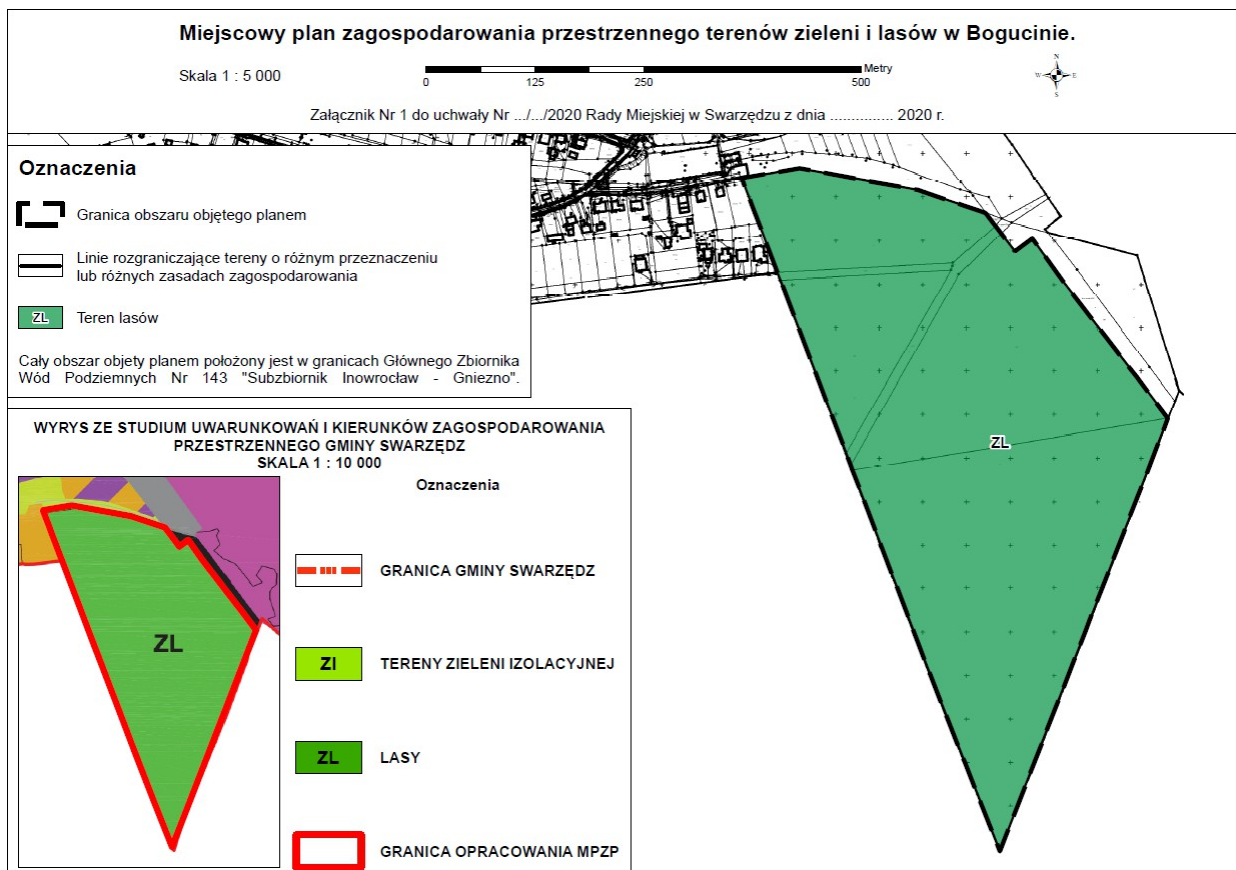 Miejscowy plan zagospodarowania przestrzennego terenów zieleni i lasów w Bogucinie.
Skala 1 : 5 000
Metry
0 125 250 500
N
W E
S
Załącznik Nr 1 do uchwały Nr .../.../2020 Rady Miejskiej w Swarzędzu z dnia .............. 2020 r.
Oznaczenia
Granica obszaru objętego planem
Linie rozgraniczające tereny o różnym przeznaczeniu
lub różnych zasadach zagospodarowania
ZL Teren lasów
Cały obszar objety planem położony jest w granicach Głównego Zbiornika
Wód Podziemnych Nr 143 "Subzbiornik Inowrocław - Gniezno".
ZL
WYRYS ZE STUDIUM UWARUNKOWAŃ I KIERUNKÓW ZAGOSPODAROWANIA
PRZESTRZENNEGO GMINY SWARZĘDZ
SKALA 1 : 10 000
Oznaczenia
ZL
GRANICA GMINY SWARZĘDZ
ZI TERENY ZIELENI IZOLACYJNEJ
ZL LASY
GRANICA OPRACOWANIA MPZP